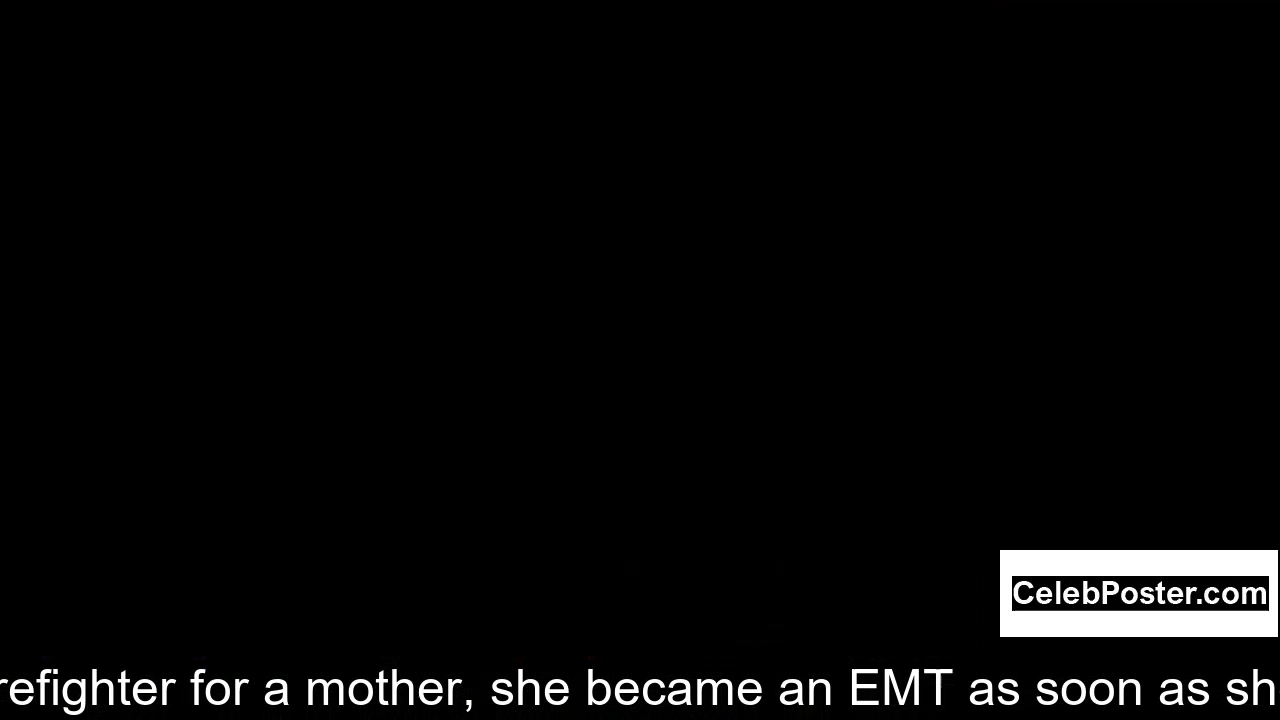 CelebPoster.com
refighter for a mother, she became an EMT as soon as sh